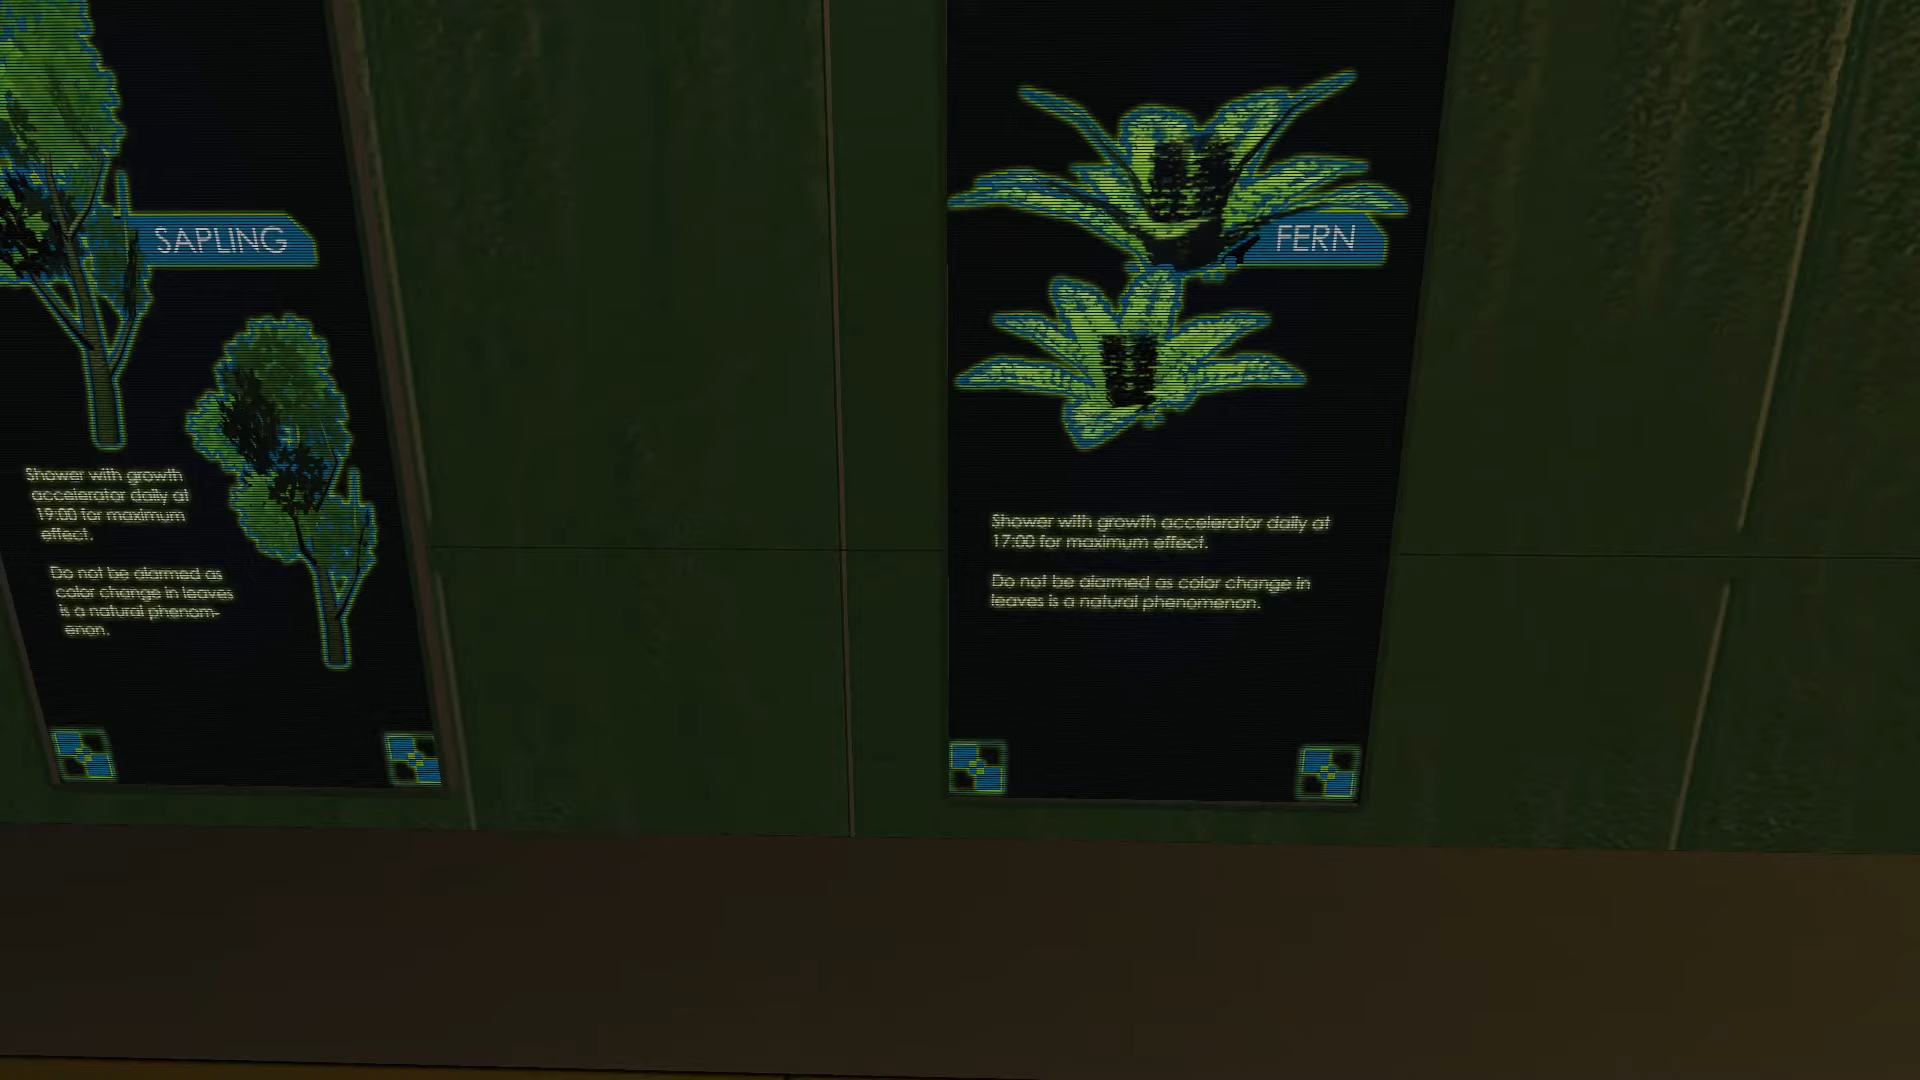 SAPLING
Shower with growth
accelerator daily at
19:00 for maximum
effect.
Do not be alarmed as
color change in leaves
is a natural phenom-
enon.
FERN
Shower with growth accelerator daily at
17:00 for maximum effect.
Do not be alarmed as color change in
leaves is a natural phenomenon.